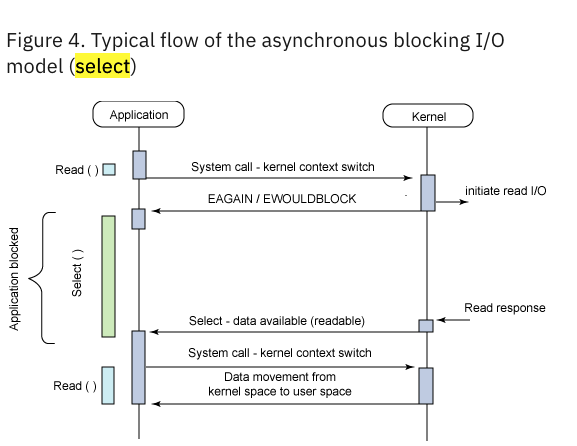 Figure 4. Typical flow of the asynchronous blocking I/O
model (select)
Application
Kernel
Read ( )
System call - kernel context switch
initiate read I/O
EAGAIN / EWOULDBLOCK
Application blocked
Select ( )
Read response
Select - data available (readable)
System call - kernel context switch
Read ( )
Data movement from
kernel space to user space